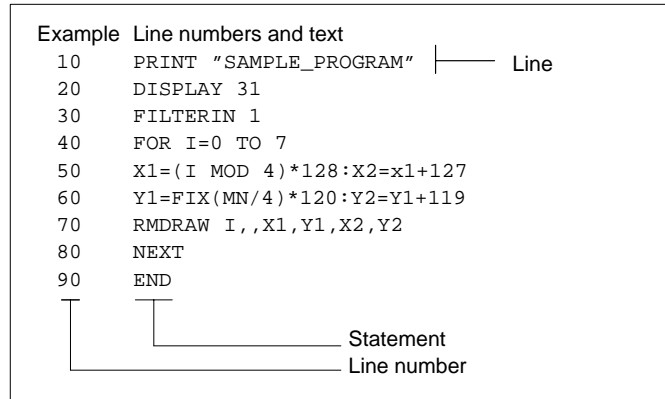 Example Line numbers and text
10 PRINT ″SAMPLE_PROGRAM″ Line
20 DISPLAY 31
30 FILTERIN 1
40 FOR I=0 TO 7
50 X1=(I MOD 4)*128:X2=x1+127
60 Y1=FIX(MN/4)*120:Y2=Y1+119
70 RMDRAW I,,X1,Y1,X2,Y2
80 NEXT
90 END
Statement
Line number